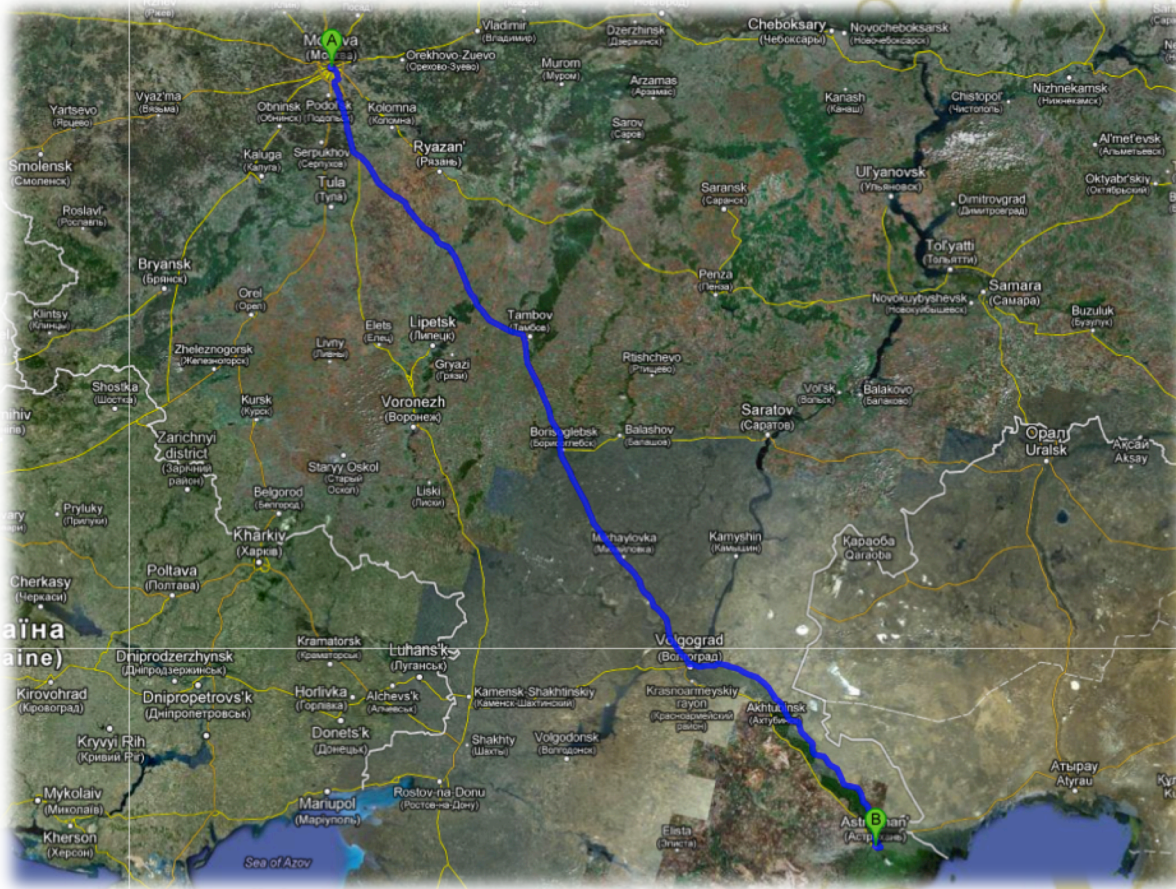 Vladimir
(Владимир)
Dzerzhinsk
(Дзержинск)
Cheboksary
(Чебоксары)
Novocheboksarsk
(Новочебоксарск)
A
(Москва)
Orekhovo-Zuevo
(Орехово-Зуево)
Murom
(Муром)
Arzamas
(Арзамас)
Kanash
(Канаш)
Chistopol'
(Чистополь)
Nizhnekamsk
(Нижнекамск)
Yartsevo
(Ярцево)
Vyaz'ma
(Вязьма)
Obninsk
(Обнинск)
Podol'sk
(Подольск)
Kolomna
(Коломна)
Sarov
(Саров)
Al'met'evsk
(Альметьевск)
Smolensk
(Смоленск)
Kaluga
(Калуга)
Serpukhov
(Серпухов)
Ryazan'
(Рязань)
Ul'yanovsk
(Ульяновск)
Oktyabr'skiy
(Октябрьский)
Tula
(Тула)
Saransk
(Саранск)
Dimitrovgrad
(Димитровград)
Roslavl'
(Рославль)
Tol'yatti
(Тольятти)
Bryansk
(Брянск)
Penza
(Пенза)
Samara
(Самара)
Novokuybyshevsk
(Новокуйбышевск)
Orel
(Орел)
Klintsy
(Клинцы)
Elets
(Елец)
Lipetsk
(Липецк)
Tambov
(Тамбов)
Buzuluk
(Бузулук)
Zheleznogorsk
(Железногорск)
Livny
(Ливны)
Gryazi
(Грязи)
Rtishchevo
(Ртищево)
Shostka
(Шостка)
Kursk
(Курск)
Voronezh
(Воронеж)
Vol'sk
(Вольск)
Balakovo
(Балаково)
Saratov
(Саратов)
Borisoglebsk
(Борисоглебск)
Balashov
(Балашов)
Zarichnyi
district
(Зарічний
район)
Орал
Uralsk
Ақсай
Aksay
Staryy Oskol
(Старый
Оскол)
Belgorod
(Белгород)
Liski
(Лиски)
Pryluky
(Прилуки)
Kharkiv
(Харків)
Mikhaylovka
(Михайловка)
Kamyshin
(Камышин)
Қараоба
Qaraoba
Cherkasy
(Черкаси)
Poltava
(Полтава)
аїна
aine)
Kramatorsk
(Краматорськ)
Luhans'k
(Луганськ)
Volgograd
(Волгоград)
Dniprodzerzhynsk
(Дніпродзержинськ)
Kirovohrad
(Кіровоград)
Dnipropetrovs'k
(Дніпропетровськ)
Horlivka
(Горлівка)
Alchevs'k
(Алчевськ)
Kamensk-Shakhtinskiy
(Каменск-Шахтинский)
Krasnoarmeyskiy
rayon
(Красноармейский
район)
Akhtubinsk
(Ахтубинск)
Kryvyi Rih
(Кривий Ріг)
Donets'k
(Донецьк)
Shakhty
(Шахты)
Volgodonsk
(Волгодонск)
Атырау
Atyrau
Mykolaiv
(Миколаїв)
Mariupol
(Маріуполь)
Rostov-na-Donu
(Ростов-на-Дону)
B
Astrakhan'
(Астрахань)
Kherson
(Херсон)
Elista
(Элиста)
Sea of Azov